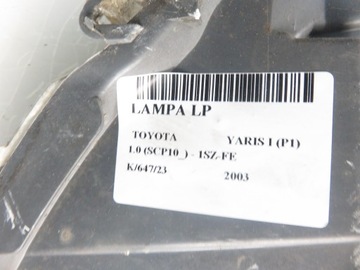 LAMPA LP
TOYOTA YARIS I (P1)
1.0 (SCP10_) - 1SZ-FE
K/647/23 2003